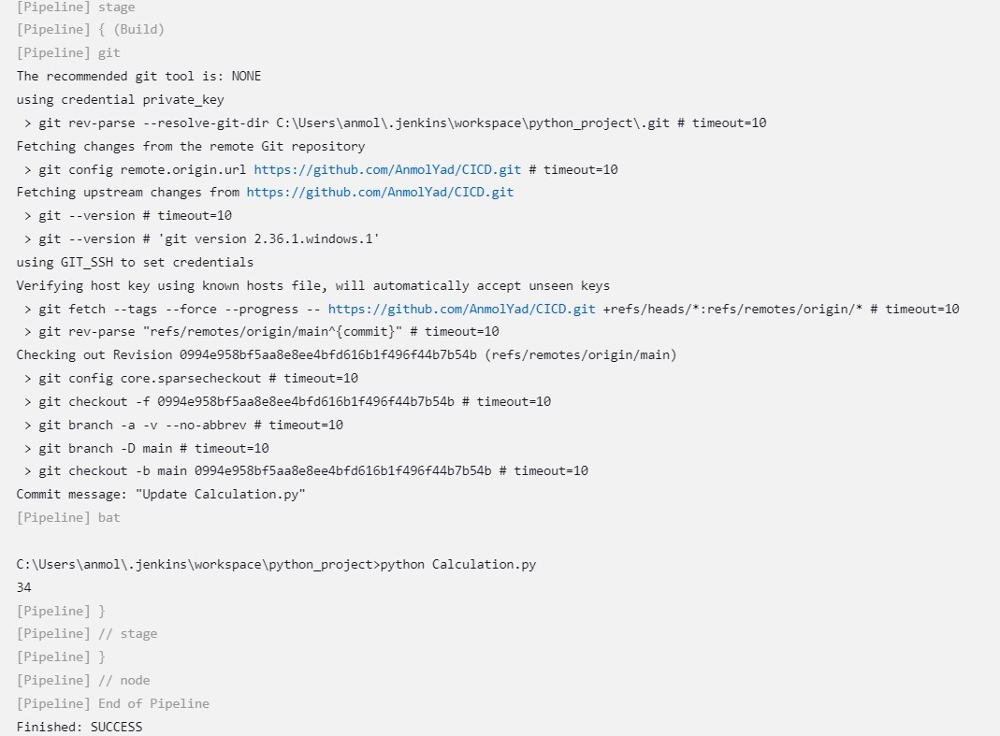 [Pipeline] stage
[Pipeline] { (Build)
[Pipeline] git
The recommended git tool is: NONE
using credential private_key
 > git rev-parse --resolve-git-dir C:\Users\anmol\.jenkins\workspace\python_project\.git # timeout=10
Fetching changes from the remote Git repository
 > git config remote.origin.url https://github.com/AnmolYad/CICD.git # timeout=10
Fetching upstream changes from https://github.com/AnmolYad/CICD.git
 > git --version # timeout=10
 > git --version # 'git version 2.36.1.windows.1'
using GIT_SSH to set credentials
Verifying host key using known hosts file, will automatically accept unseen keys
 > git fetch --tags --force --progress -- https://github.com/AnmolYad/CICD.git +refs/heads/*:refs/remotes/origin/* # timeout=10
 > git rev-parse "refs/remotes/origin/main^{commit}" # timeout=10
Checking out Revision 0994e958bf5aa8e8ee4bfd616b1f496f44b7b54b (refs/remotes/origin/main)
 > git config core.sparsecheckout # timeout=10
 > git checkout -f 0994e958bf5aa8e8ee4bfd616b1f496f44b7b54b # timeout=10
 > git branch -a -v --no-abbrev # timeout=10
 > git branch -D main # timeout=10
 > git checkout -b main 0994e958bf5aa8e8ee4bfd616b1f496f44b7b54b # timeout=10
Commit message: "Update Calculation.py"
[Pipeline] bat
C:\Users\anmol\.jenkins\workspace\python_project>python Calculation.py
34
[Pipeline] }
[Pipeline] // stage
[Pipeline] }
[Pipeline] // node
[Pipeline] End of Pipeline
Finished: SUCCESS